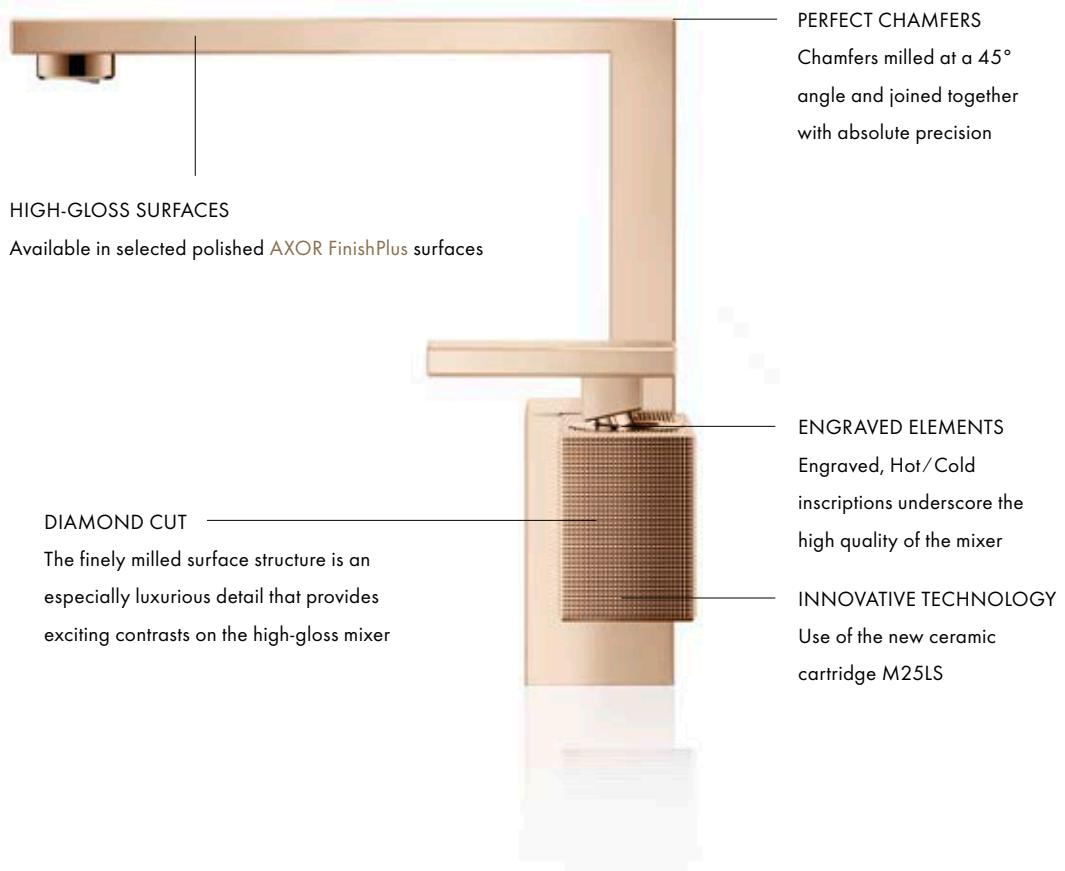 PERFECT CHAMFERS
Chamfers milled at a 45°
angle and joined together
with absolute precision
HIGH-GLOSS SURFACES
Available in selected polished AXOR FinishPlus surfaces
ENGRAVED ELEMENTS
Engraved, Hot/Cold
inscriptions underscore the
high quality of the mixer
DIAMOND CUT
The finely milled surface structure is an
especially luxurious detail that provides
exciting contrasts on the high-gloss mixer
INNOVATIVE TECHNOLOGY
Use of the new ceramic
cartridge M25LS